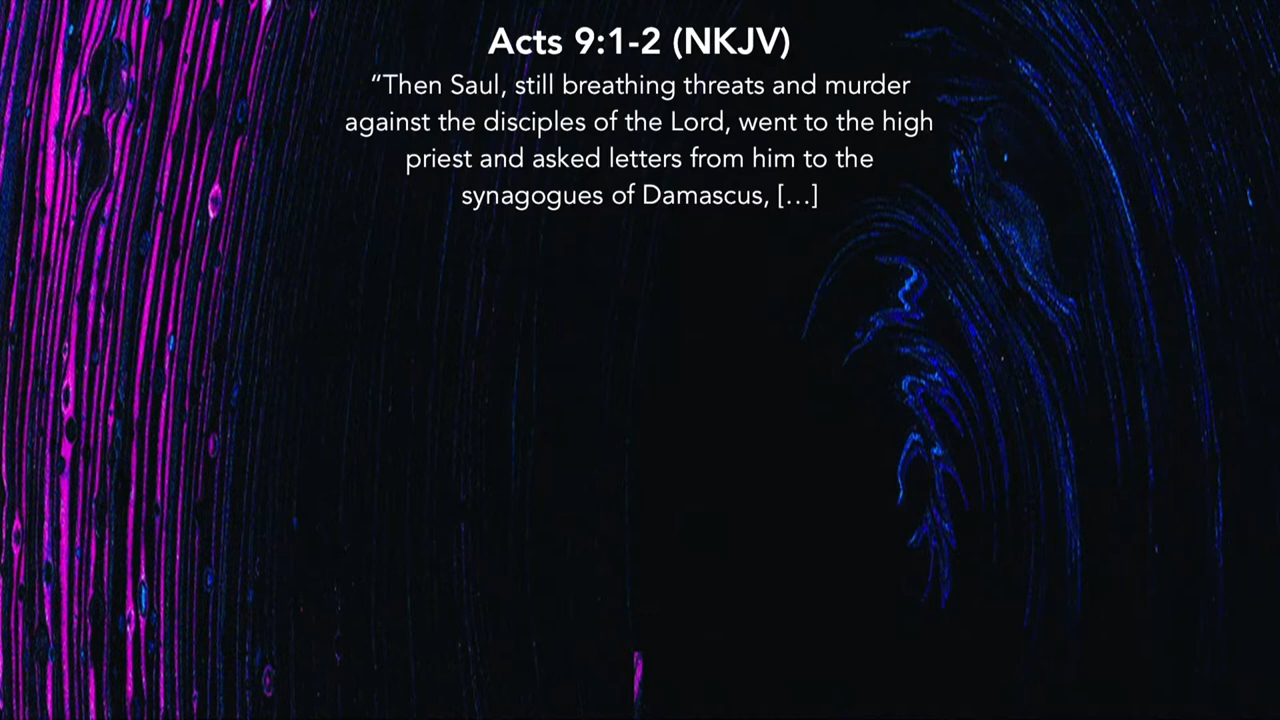 Acts 9:1-2 (NKJV)
“Then Saul, still breathing threats and murder
against the disciples of the Lord, went to the high
priest and asked letters from him to the
synagogues of Damascus, […]